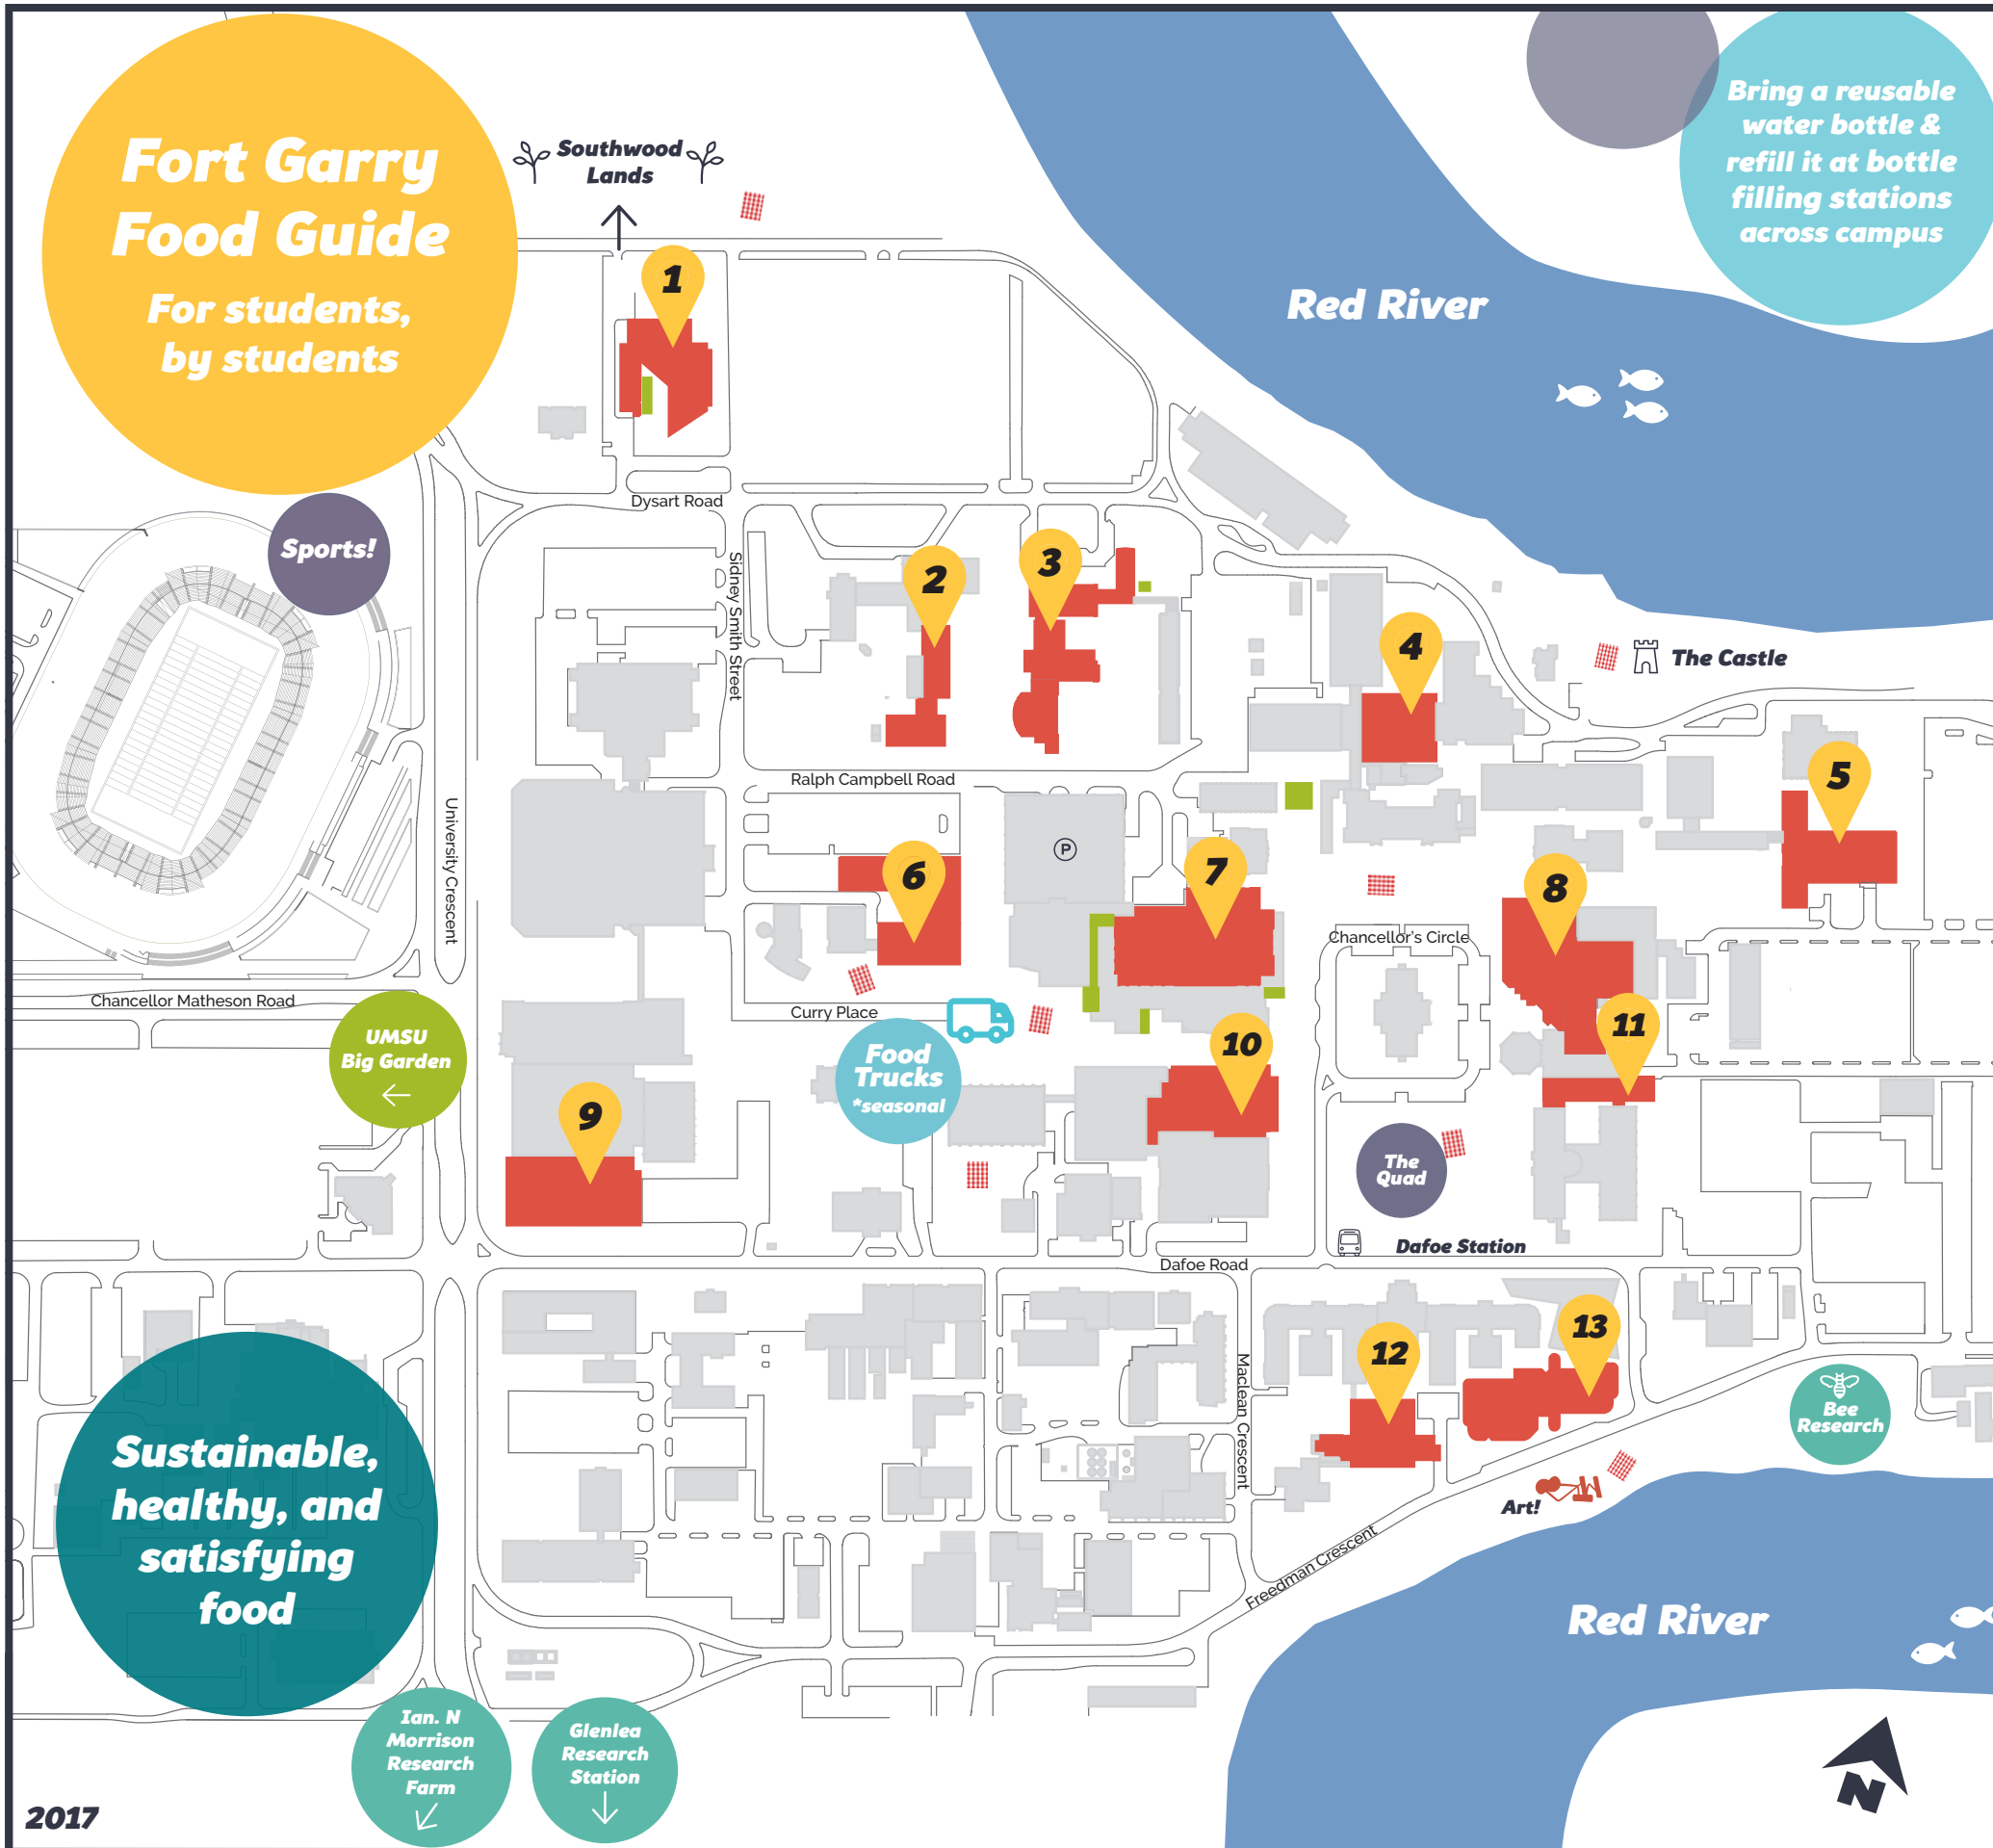 Fort Garry
Food Guide
For students,
by students
Southwood
Lands
Bring a reusable
water bottle &
refill it at bottle
filling stations
across campus
Red River
1
Dysart Road
Sports!
Sidney Smith Street
2
3
4
The Castle
5
Ralph Campbell Road
University Crescent
P
6
7
8
Chancellor's Circle
Chancellor Matheson Road
Curry Place
UMSU
Big Garden
Food
Trucks
*seasonal
9
10
11
The
Quad
Dafoe Station
Dafoe Road
12
13
Maclean Crescent
Bee
Research
Art!
Freedman Crescent
Sustainable,
healthy, and
satisfying
food
Red River
Ian. N
Morrison
Research
Farm
Glenlea
Research
Station
N
2017